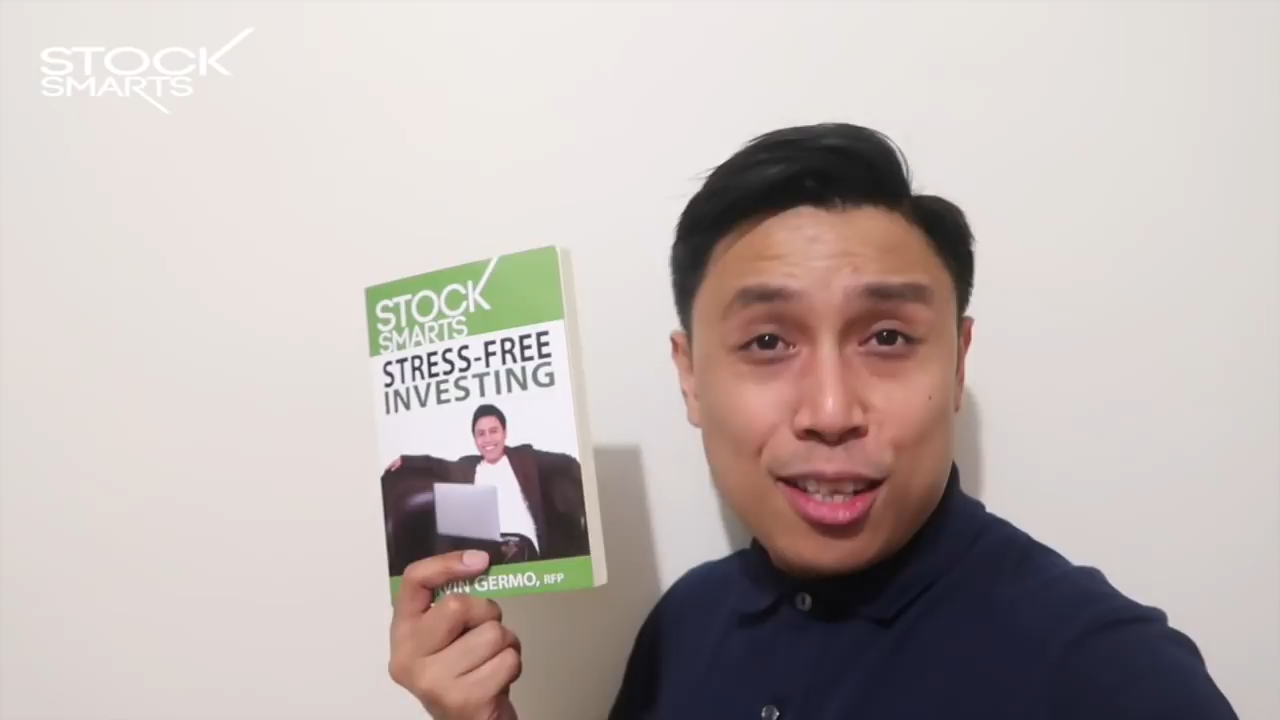 STOCK
SMARTS
STOCK
SMARTS
STRESS-FREE
INVESTING
GERMO, RFP